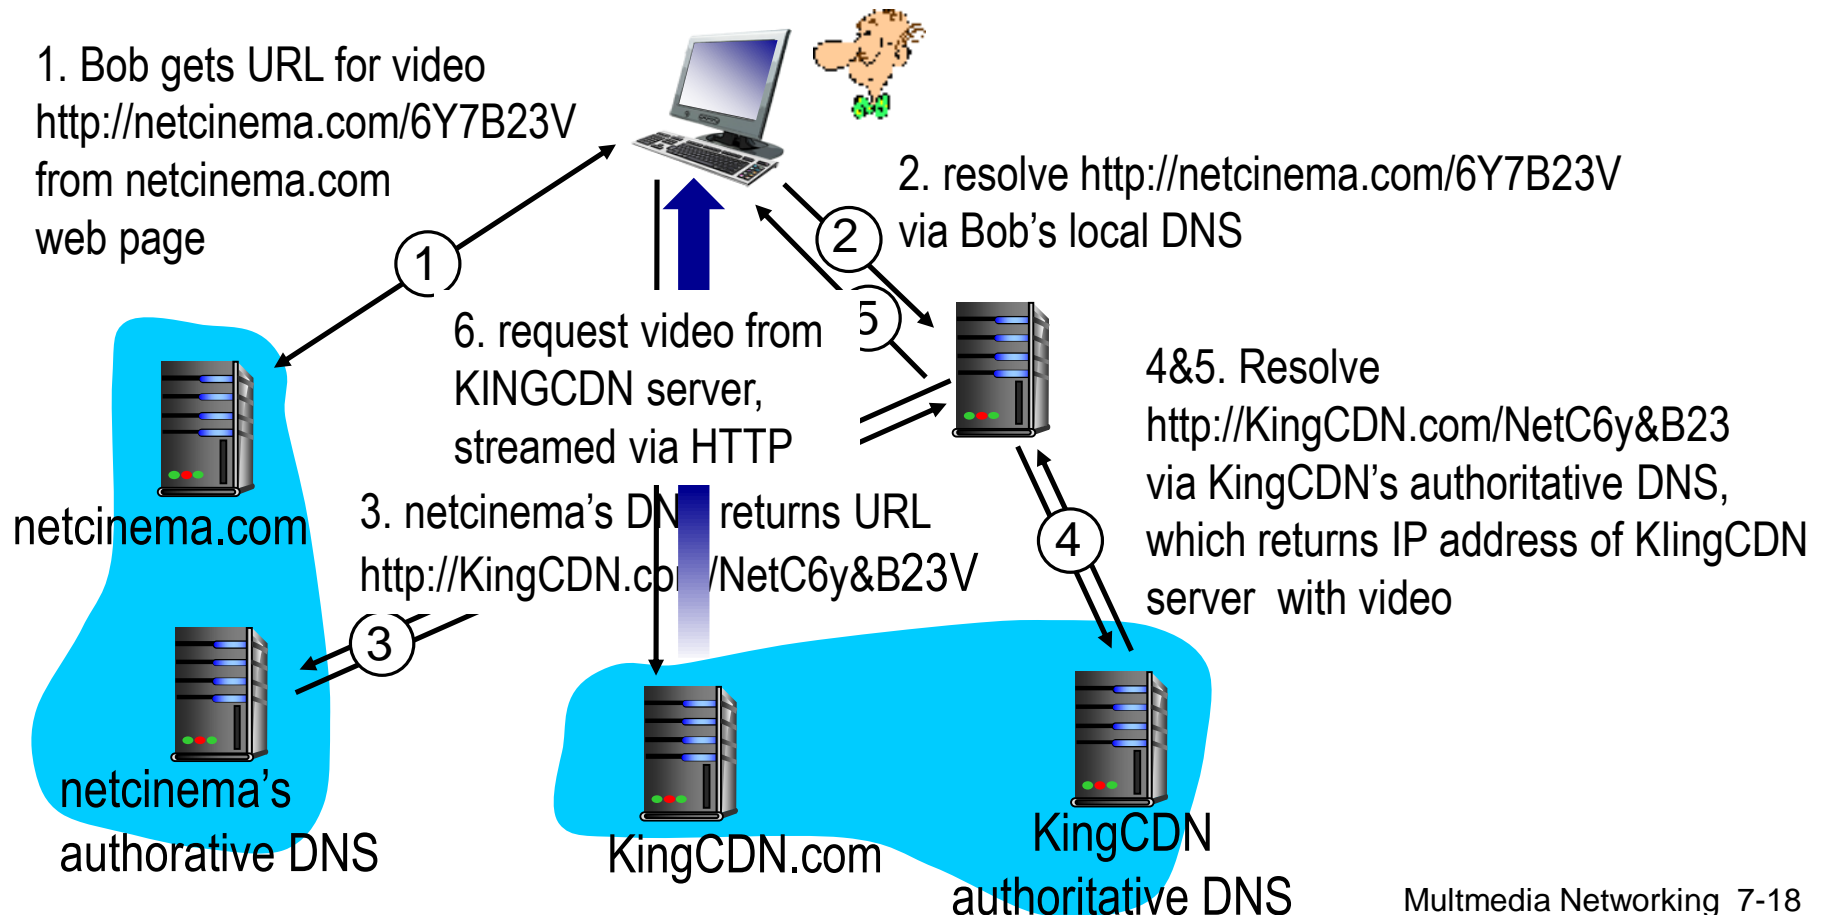 1. Bob gets URL for video
http://netcinema.com/6Y7B23V
from netcinema.com
web page
1
2. resolve http://netcinema.com/6Y7B23V
via Bob's local DNS
2
5
6. request video from
KINGCDN server,
streamed via HTTP
4&5. Resolve
http://KingCDN.com/NetC6y&B23
via KingCDN's authoritative DNS,
which returns IP address of KlingCDN
server with video
4
netcinema.com
3. netcinema's DNS returns URL
http://KingCDN.com/NetC6y&B23V
3
netcinema's
authorative DNS
KingCDN.com
KingCDN
authoritative DNS
Multmedia Networking 7-18